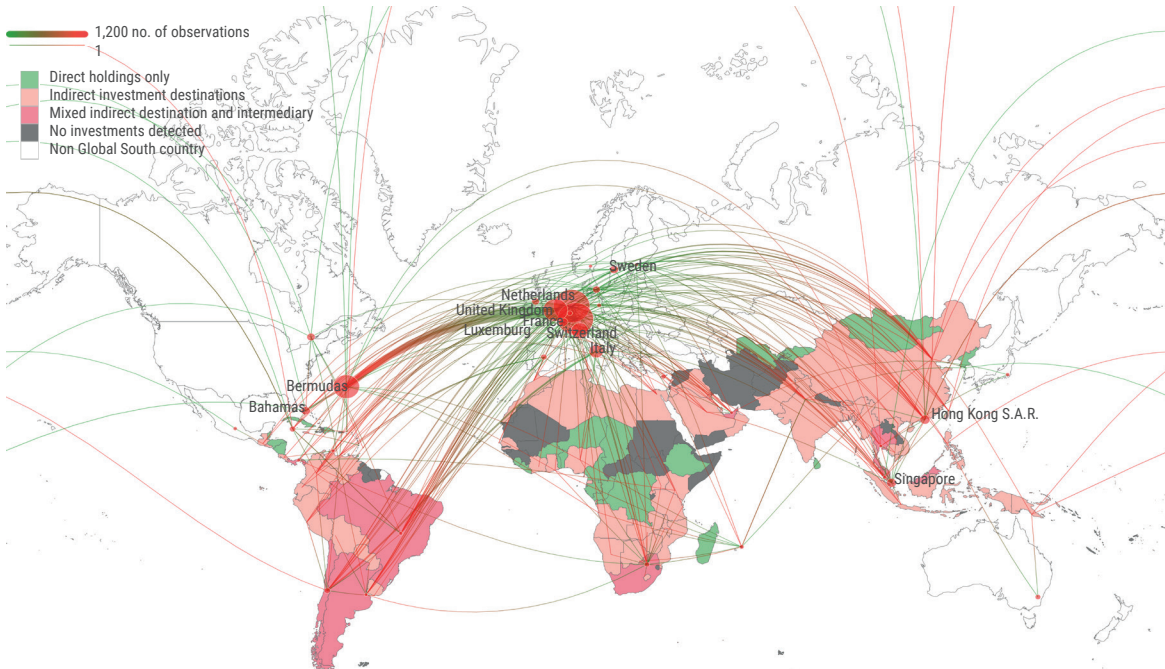 1,200 no. of observations
1
Direct holdings only
Indirect investment destinations
Mixed indirect destination and intermediary
No investments detected
Non Global South country
Sweden
Netherlands
United Kingdom
France
Luxemburg
Switzerland
Italy
Bermudas
Bahamas
Hong Kong S.A.R.
Singapore